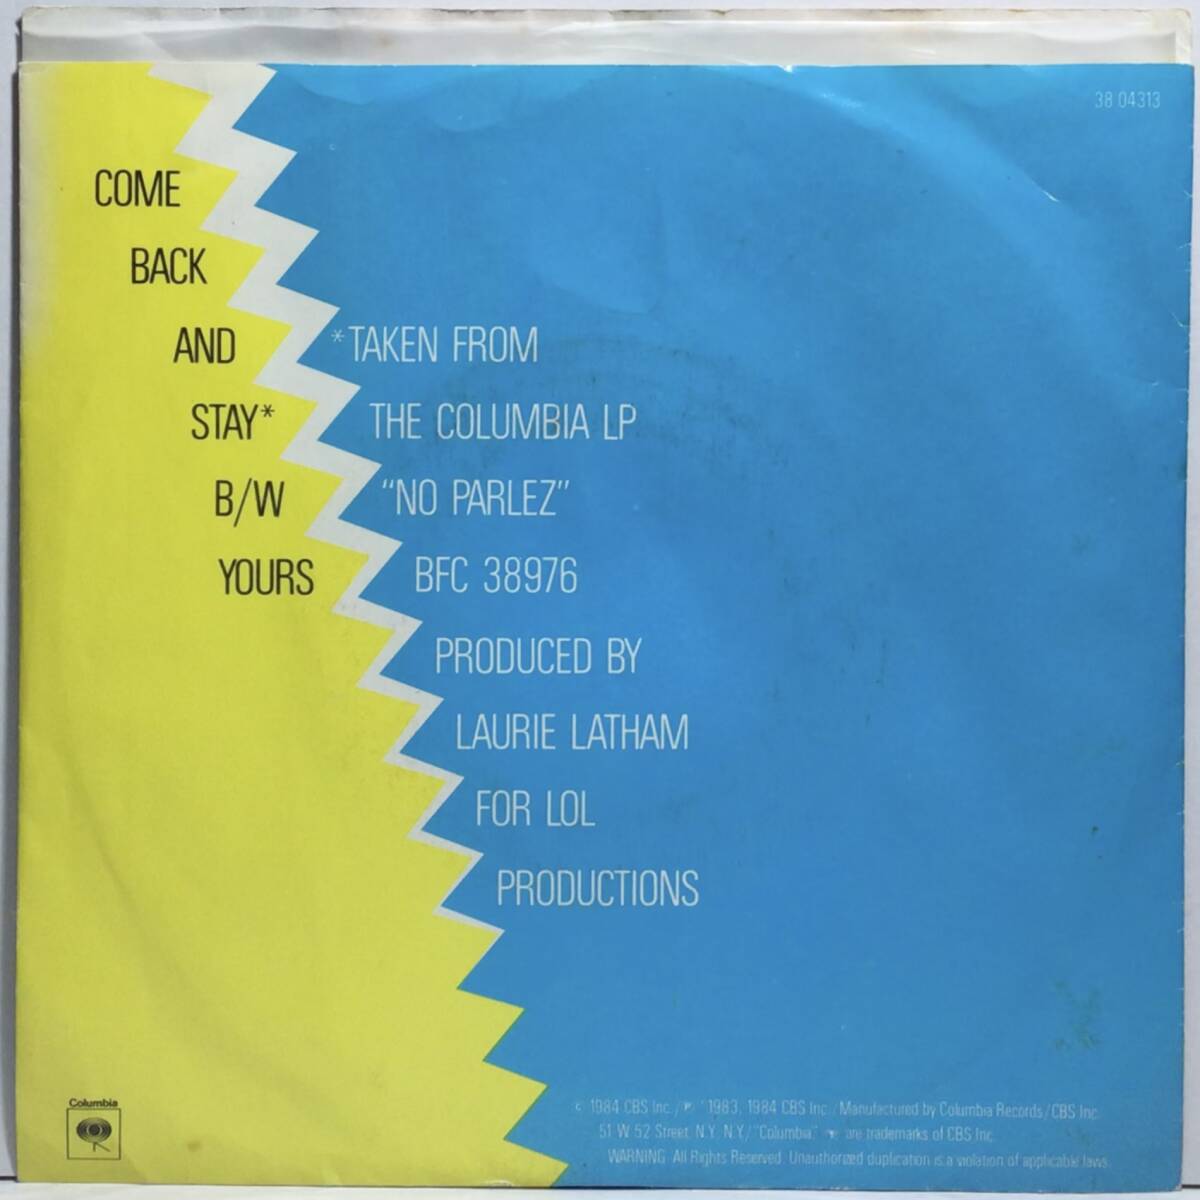 38 04313
COME
BACK
AND
STAY*
B/W
YOURS
*TAKEN FROM
THE COLUMBIA LP
"NO PARLEZ"
BFC 38976
PRODUCED BY
LAURIE LATHAM
FOR LOL
PRODUCTIONS
Columbia
© 1984 CBS Inc./℗ 1983, 1984 CBS Inc./Manufactured by Columbia Records/CBS Inc.
51 W. 52 Street, N.Y., N.Y./"Columbia," are trademarks of CBS Inc.
WARNING: All Rights Reserved. Unauthorized duplication is a violation of applicable laws.